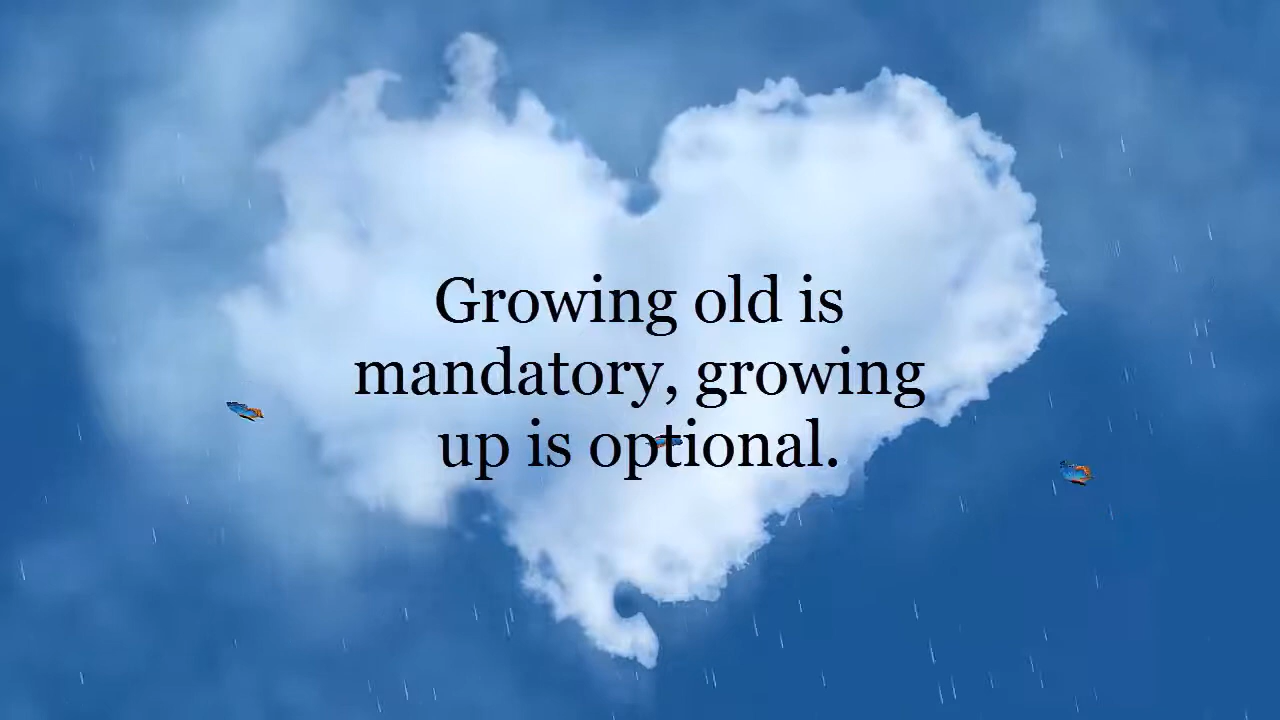 Growing old is
mandatory, growing
up is optional.